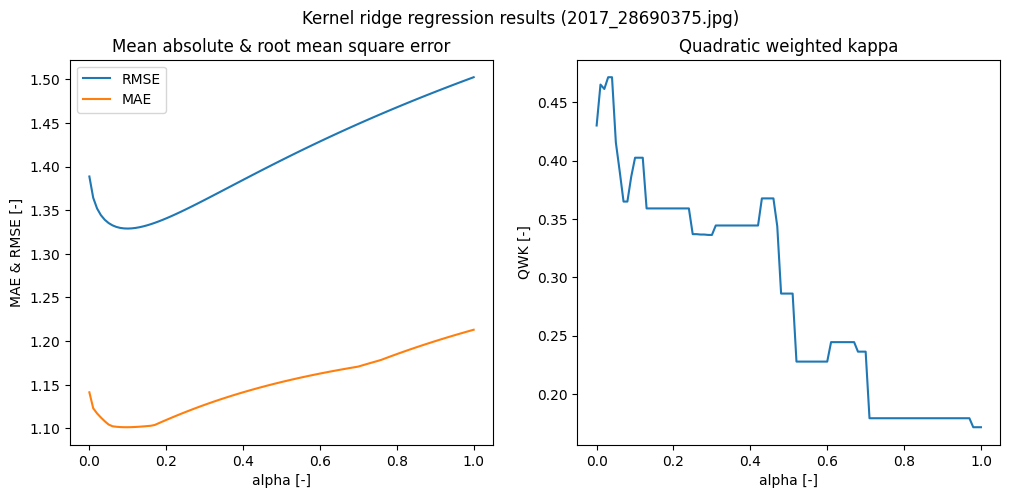 Kernel ridge regression results (2017_28690375.jpg)
Mean absolute & root mean square error
RMSE
MAE
1.50
1.45
1.40
1.35
1.30
1.25
1.20
1.15
1.10
MAE & RMSE [-]
0.0 0.2 0.4 0.6 0.8 1.0
alpha [-]
Quadratic weighted kappa
0.45
0.40
0.35
0.30
0.25
0.20
QWK [-]
0.0 0.2 0.4 0.6 0.8 1.0
alpha [-]